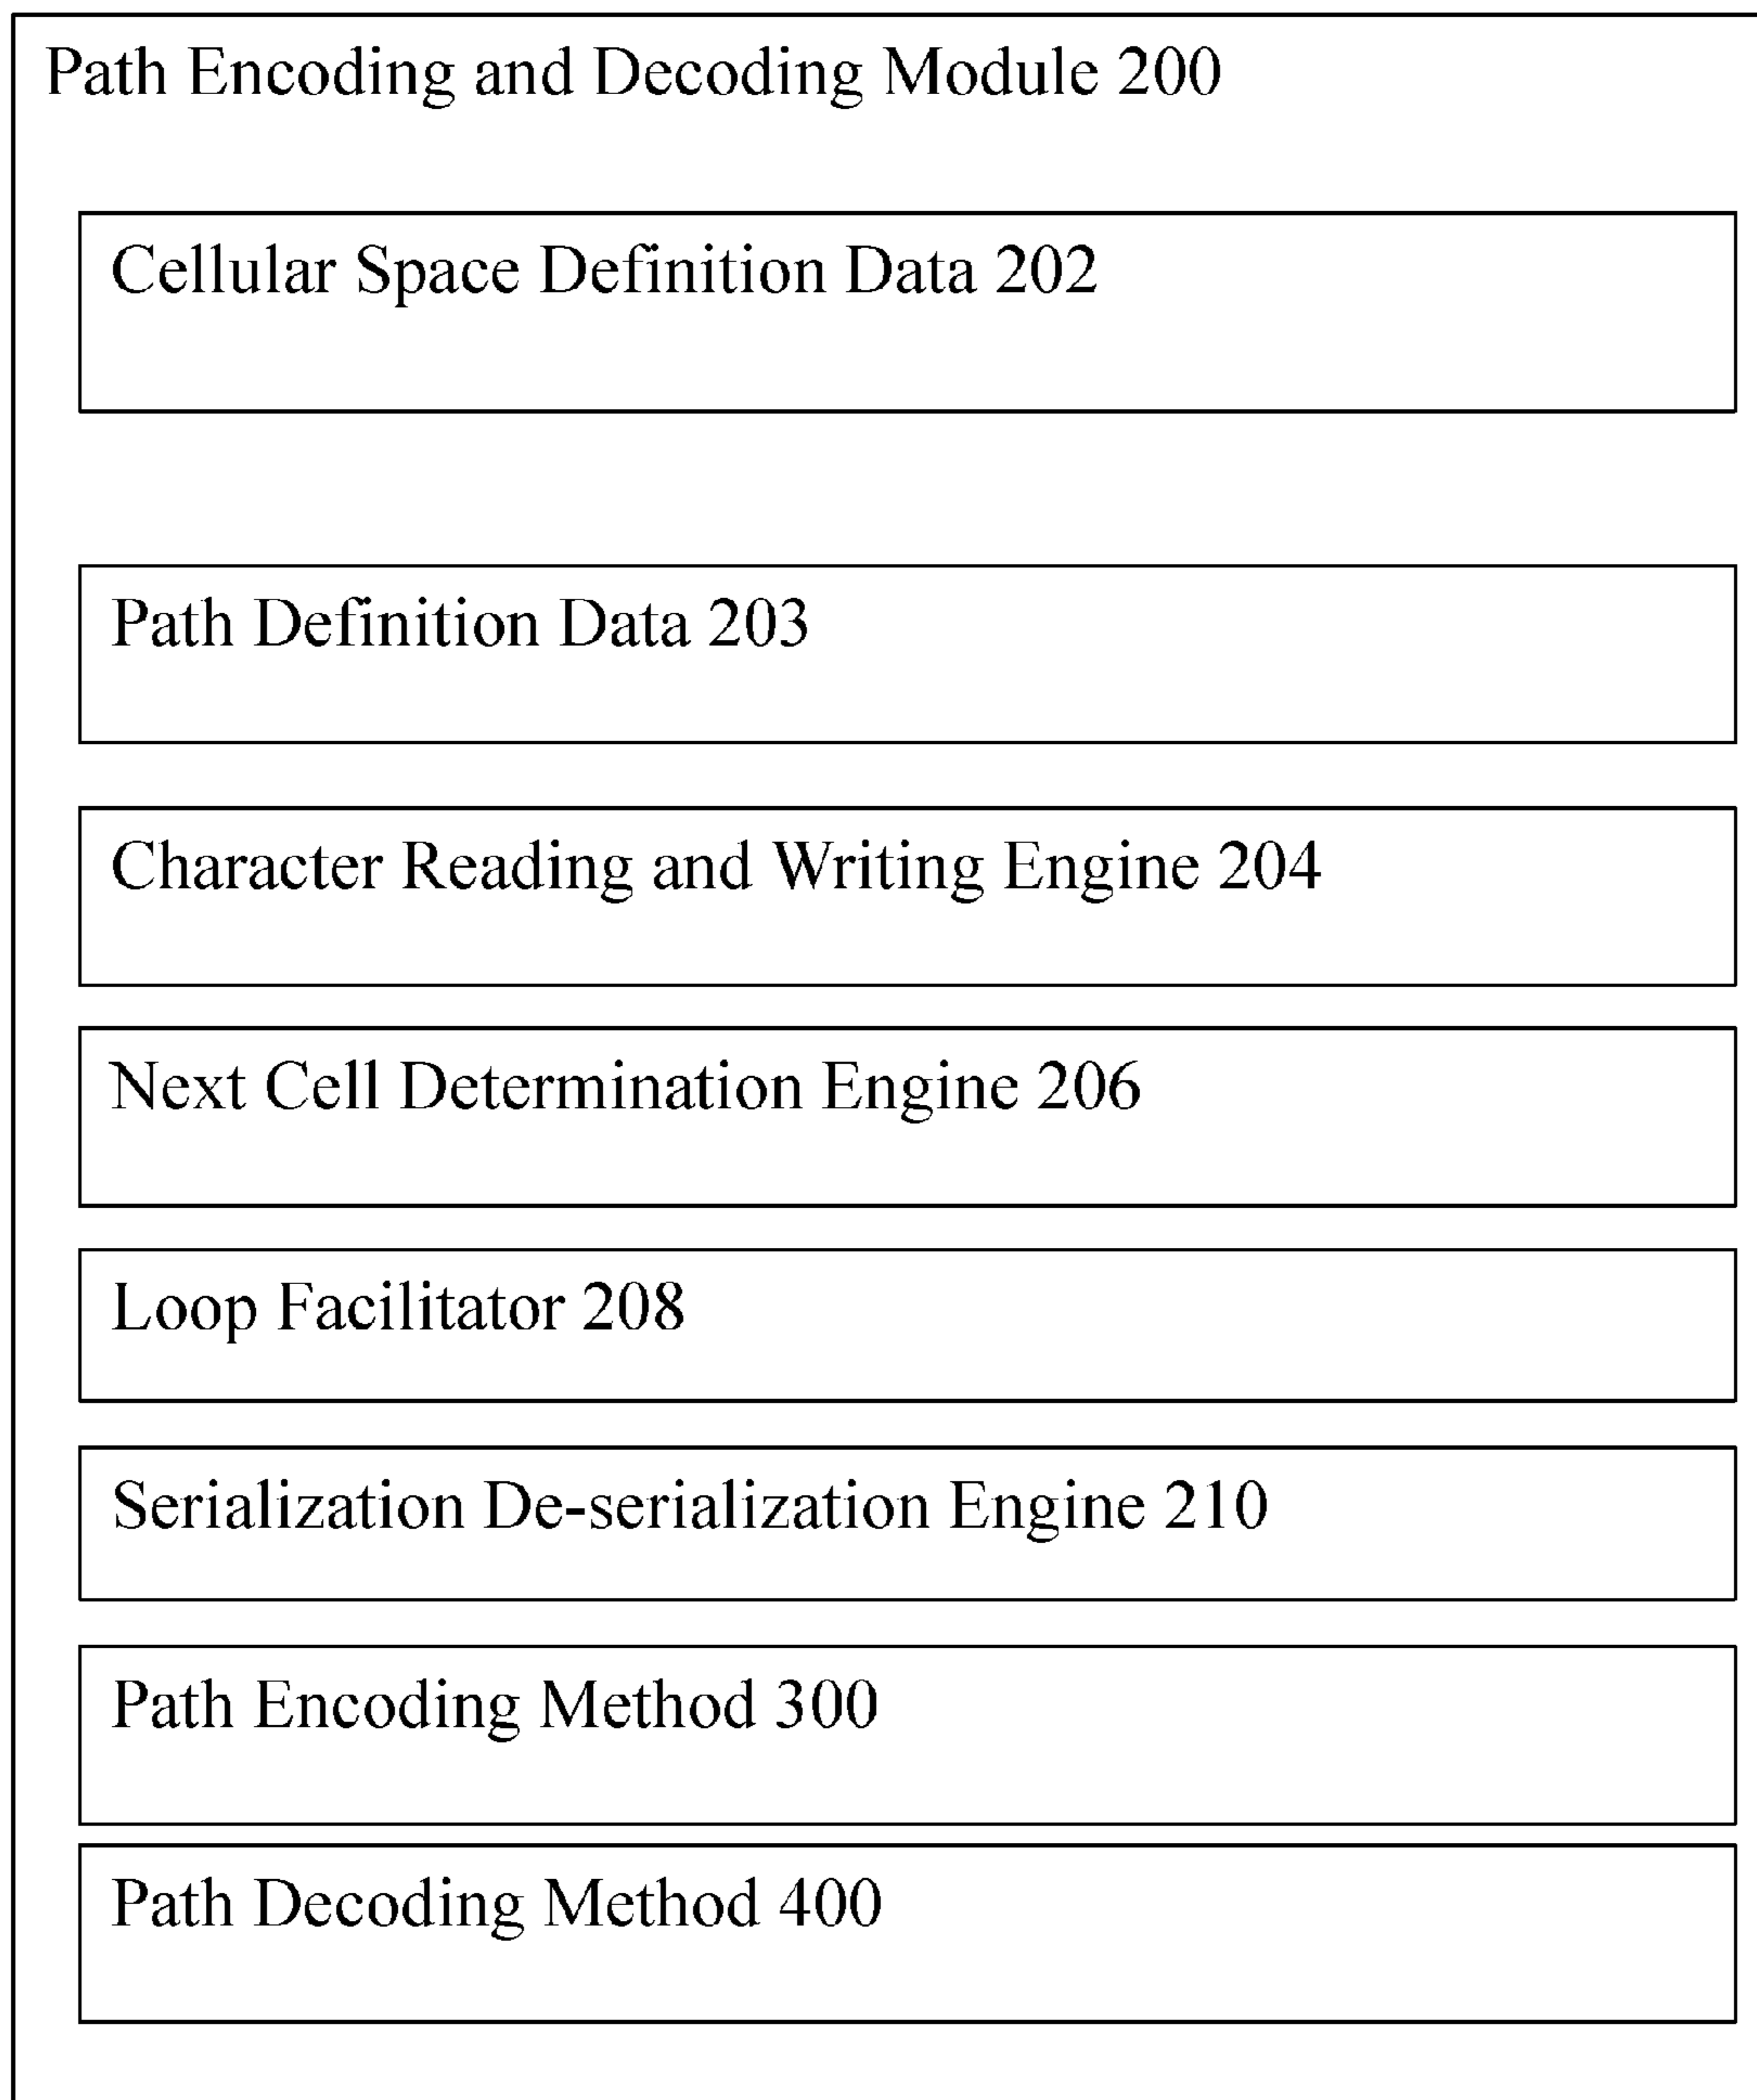 Path Encoding and Decoding Module 200
Cellular Space Definition Data 202
Path Definition Data 203
Character Reading and Writing Engine 204
Next Cell Determination Engine 206
Loop Facilitator 208
Serialization De-serialization Engine 210
Path Encoding Method 300
Path Decoding Method 400